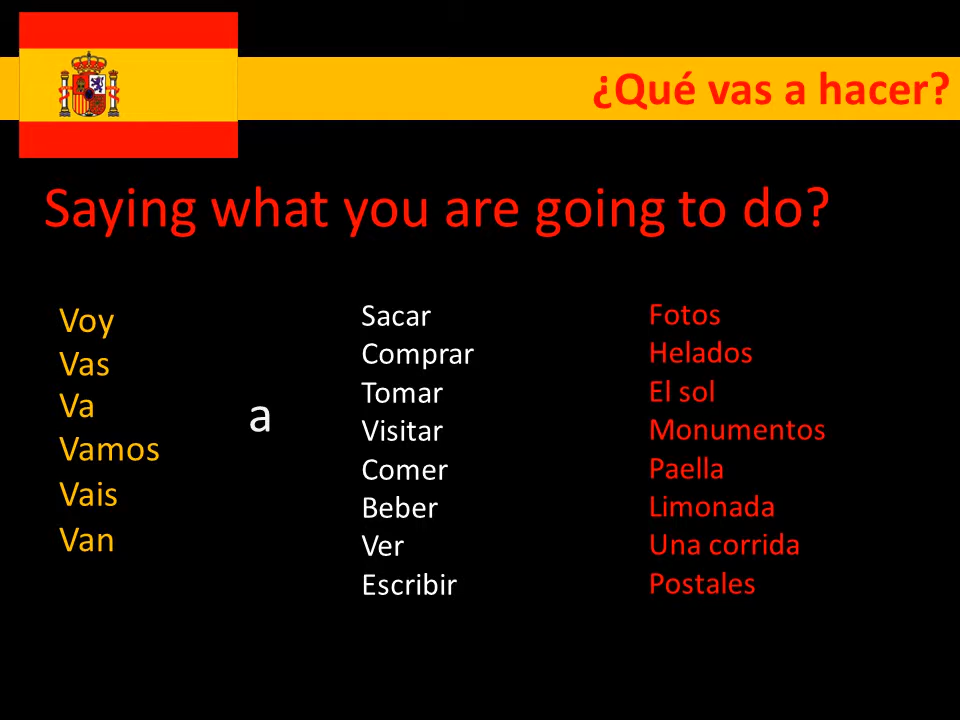 ¿Qué vas a hacer?
Saying what you are going to do?
Voy
Vas
Va
Vamos
Vais
Van
a
Sacar
Comprar
Tomar
Visitar
Comer
Beber
Ver
Escribir
Fotos
Helados
El sol
Monumentos
Paella
Limonada
Una corrida
Postales